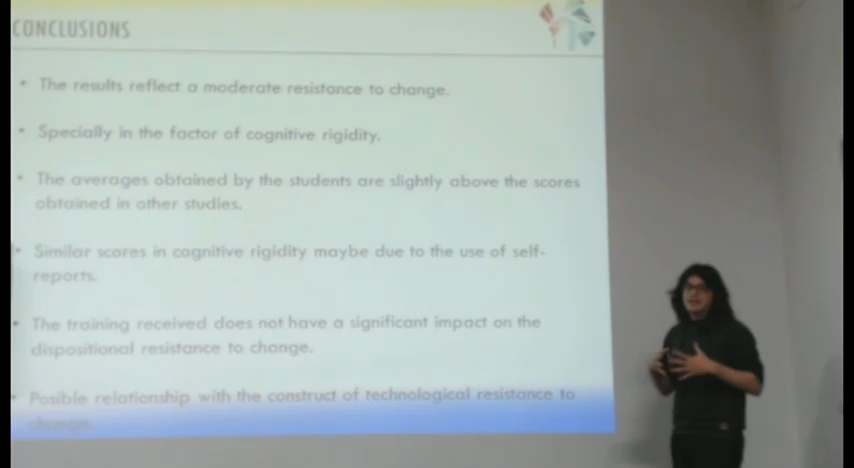 CONCLUSIONS
• The results reflect a moderate resistance to change.
• Specially in the factor of cognitive rigidity.
• The averages obtained by the students are slightly above the scores
obtained in other studies.
• Similar scores in cognitive rigidity maybe due to the use of self-
reports.
• The training received does not have a significant impact on the
dispositional resistance to change.
• Posible relationship with the construct of technological resistance to
change.